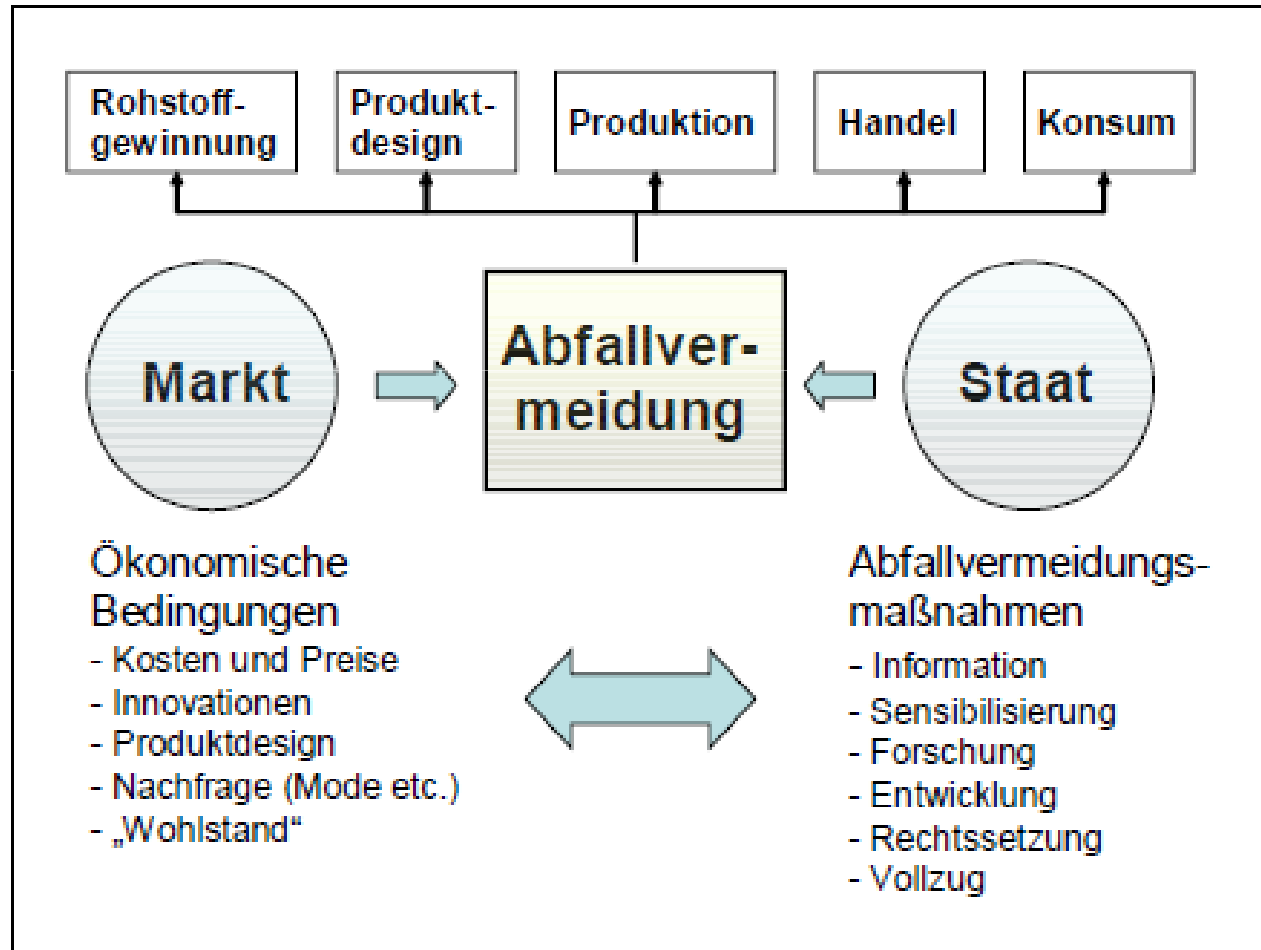 Rohstoff-
gewinnung
Produkt-
design
Produktion
Handel
Konsum
Markt
Abfallver-
meidung
Staat
Ökonomische
Bedingungen
- Kosten und Preise
- Innovationen
- Produktdesign
- Nachfrage (Mode etc.)
- „Wohlstand“
Abfallvermeidungs-
maßnahmen
- Information
- Sensibilisierung
- Forschung
- Entwicklung
- Rechtssetzung
- Vollzug